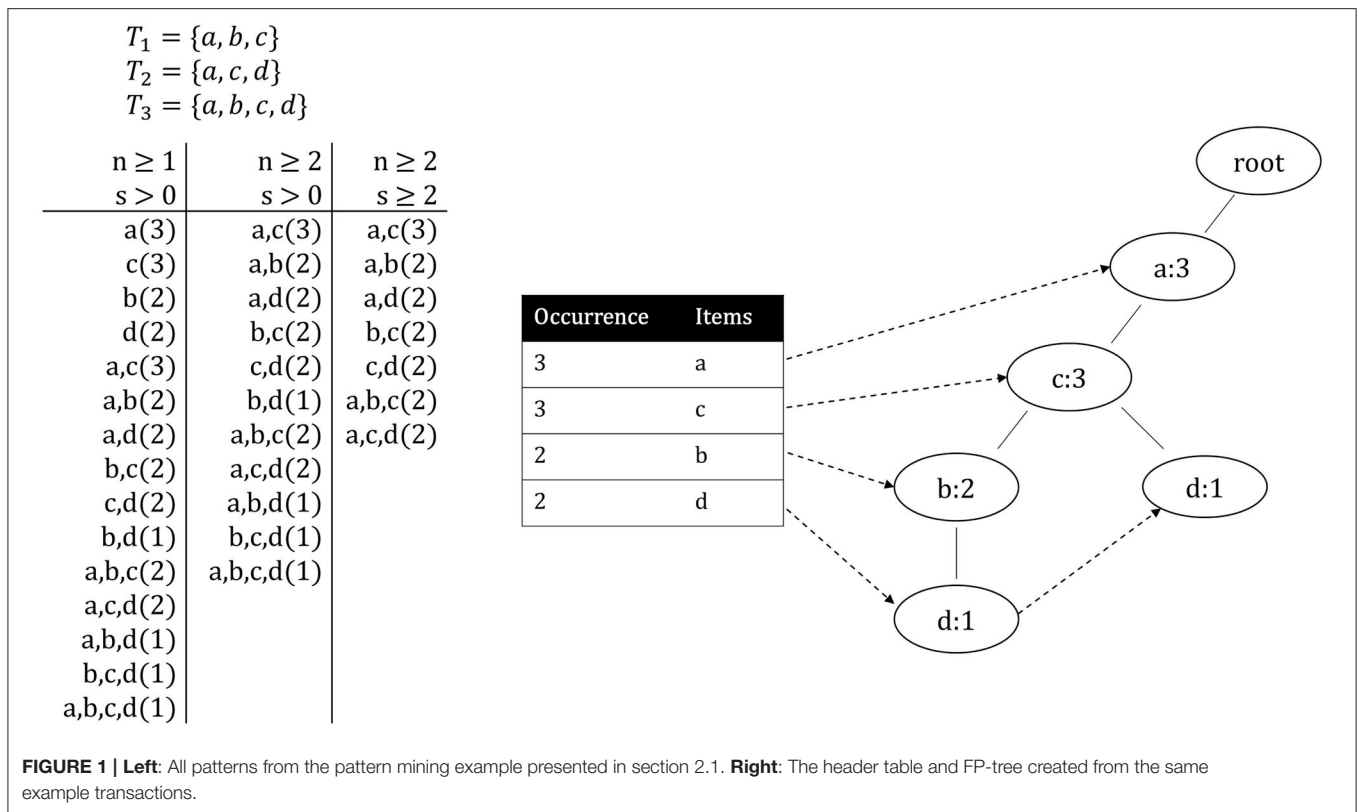 T₁ = {a, b, c}
T₂ = {a, c, d}
T₃ = {a, b, c, d}
n ≥ 1 n ≥ 2 n ≥ 2
s > 0 s > 0 s ≥ 2
a(3) a,c(3) a,c(3)
c(3) a,b(2) a,b(2)
b(2) a,d(2) a,d(2)
d(2) b,c(2) b,c(2)
a,c(3) c,d(2) c,d(2)
a,b(2) b,d(1) a,b,c(2)
a,d(2) a,b,c(2) a,c,d(2)
b,c(2) a,c,d(2)
c,d(2) a,b,d(1)
b,d(1) b,c,d(1)
a,b,c(2) a,b,c,d(1)
a,c,d(2)
a,b,d(1)
b,c,d(1)
a,b,c,d(1)
Occurrence Items
3 a
3 c
2 b
2 d
root
a:3
c:3
b:2
d:1
d:1
FIGURE 1 | Left: All patterns from the pattern mining example presented in section 2.1. Right: The header table and FP-tree created from the same
example transactions.